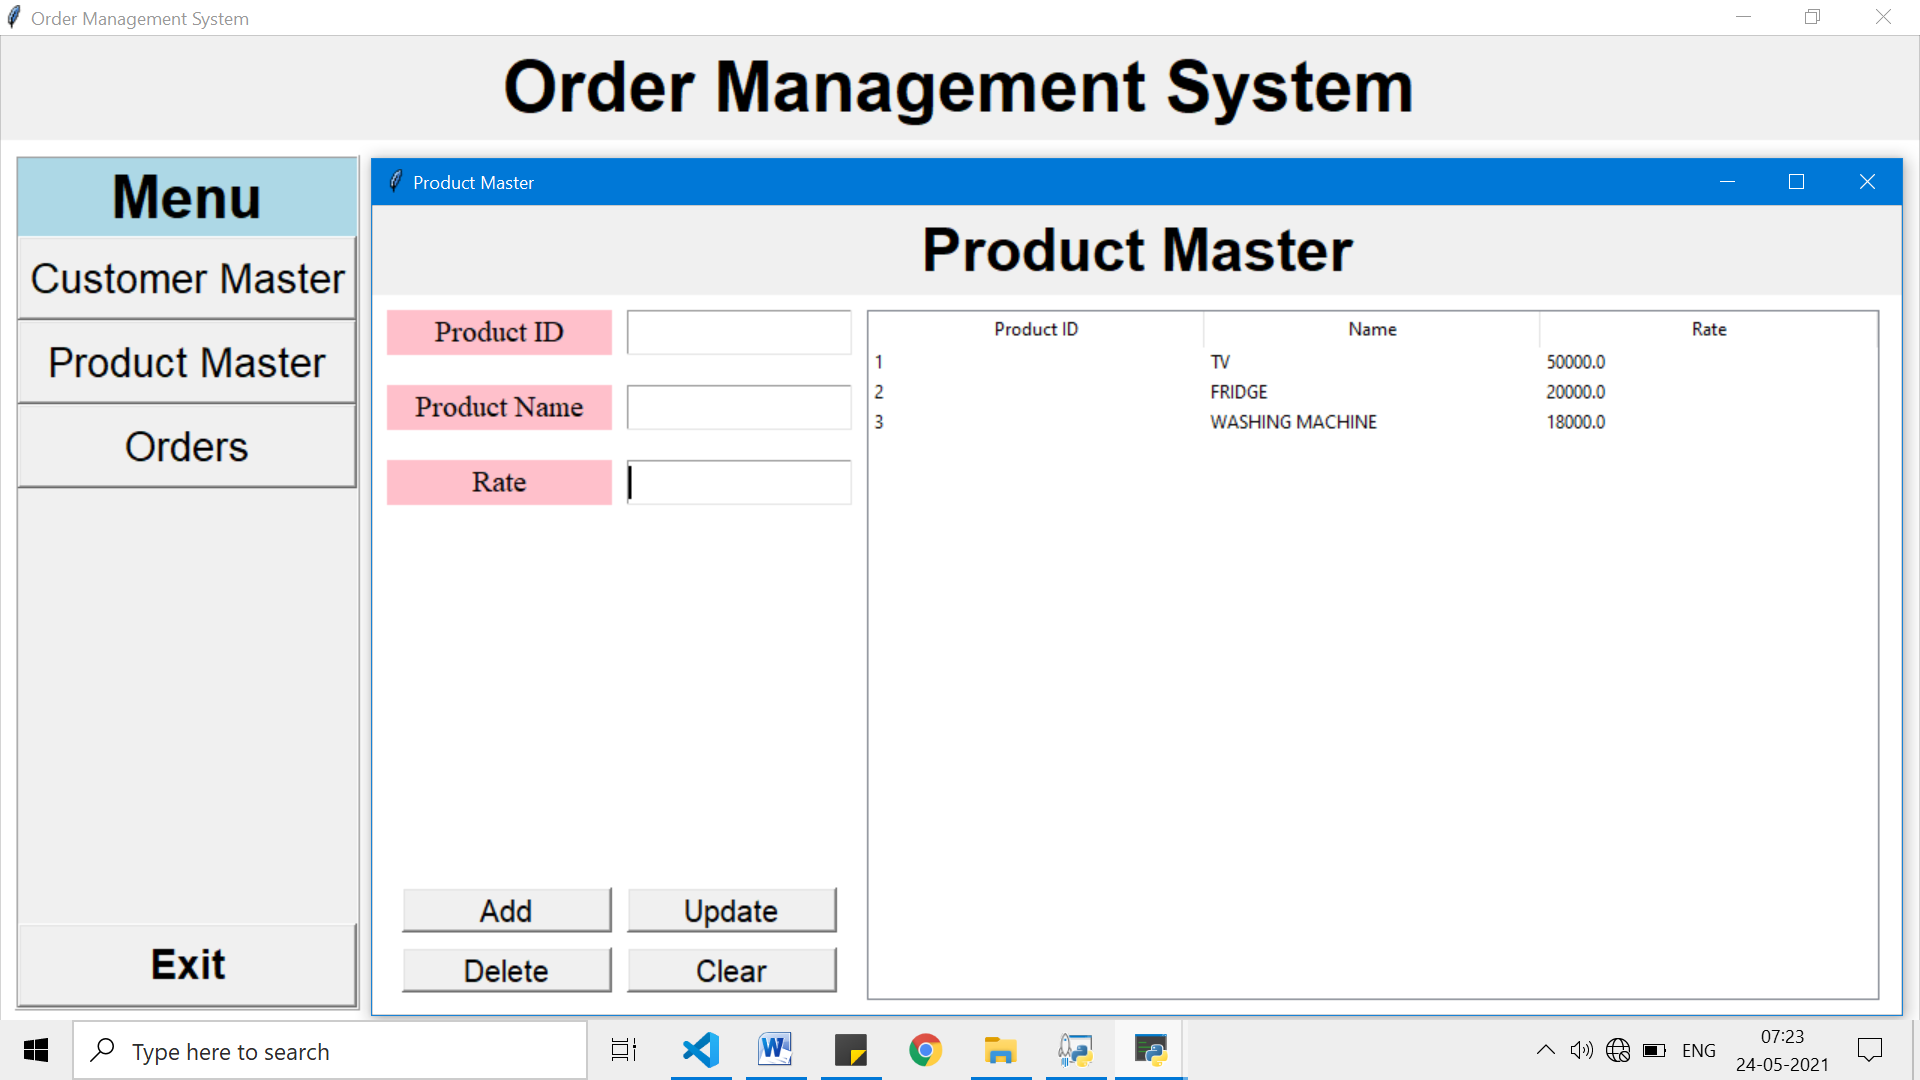 Order Management System
Order Management System
Menu
Customer Master
Product Master
Orders
Exit
Product Master
Product Master
Product ID
Product Name
Rate
Add Update
Delete Clear
Product ID Name Rate
1 TV 50000.0
2 FRIDGE 20000.0
3 WASHING MACHINE 18000.0
Type here to search
ENG
07:23
24-05-2021